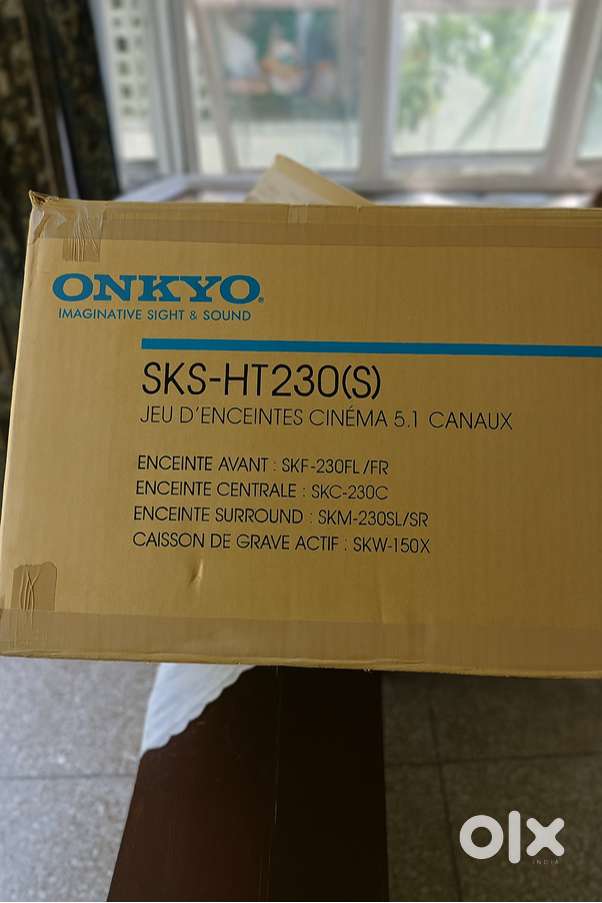 ONKYO®
IMAGINATIVE SIGHT & SOUND
SKS-HT230(S)
JEU D'ENCEINTES CINÉMA 5.1 CANAUX
ENCEINTE AVANT : SKF-230FL/FR
ENCEINTE CENTRALE : SKC-230C
ENCEINTE SURROUND : SKM-230SL/SR
CAISSON DE GRAVE ACTIF : SKW-150X
olx
INDIA